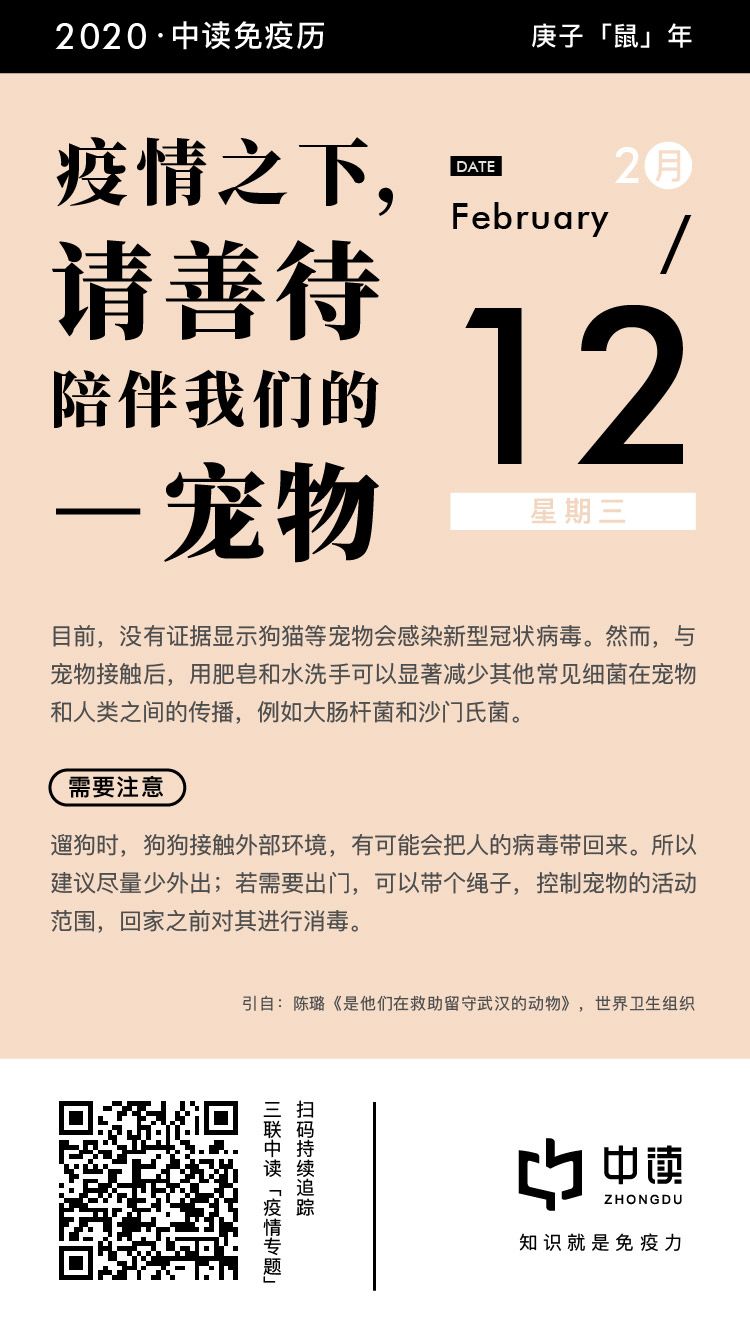 2020·中读免疫历
庚子「鼠」年
疫情之下，
请善待
陪伴我们的
—宠物
DATE
2月
February
/
12
星期三
目前，没有证据显示狗猫等宠物会感染新型冠状病毒。然而，与
宠物接触后，用肥皂和水洗手可以显著减少其他常见细菌在宠物
和人类之间的传播，例如大肠杆菌和沙门氏菌。
需要注意
遛狗时，狗狗接触外部环境，有可能会把人的病毒带回来。所以
建议尽量少外出；若需要出门，可以带个绳子，控制宠物的活动
范围，回家之前对其进行消毒。
引自：陈璐《是他们在救助留守武汉的动物》，世界卫生组织
扫码持续追踪
三联中读「疫情专题」
中读
ZHONGDU
知识就是免疫力